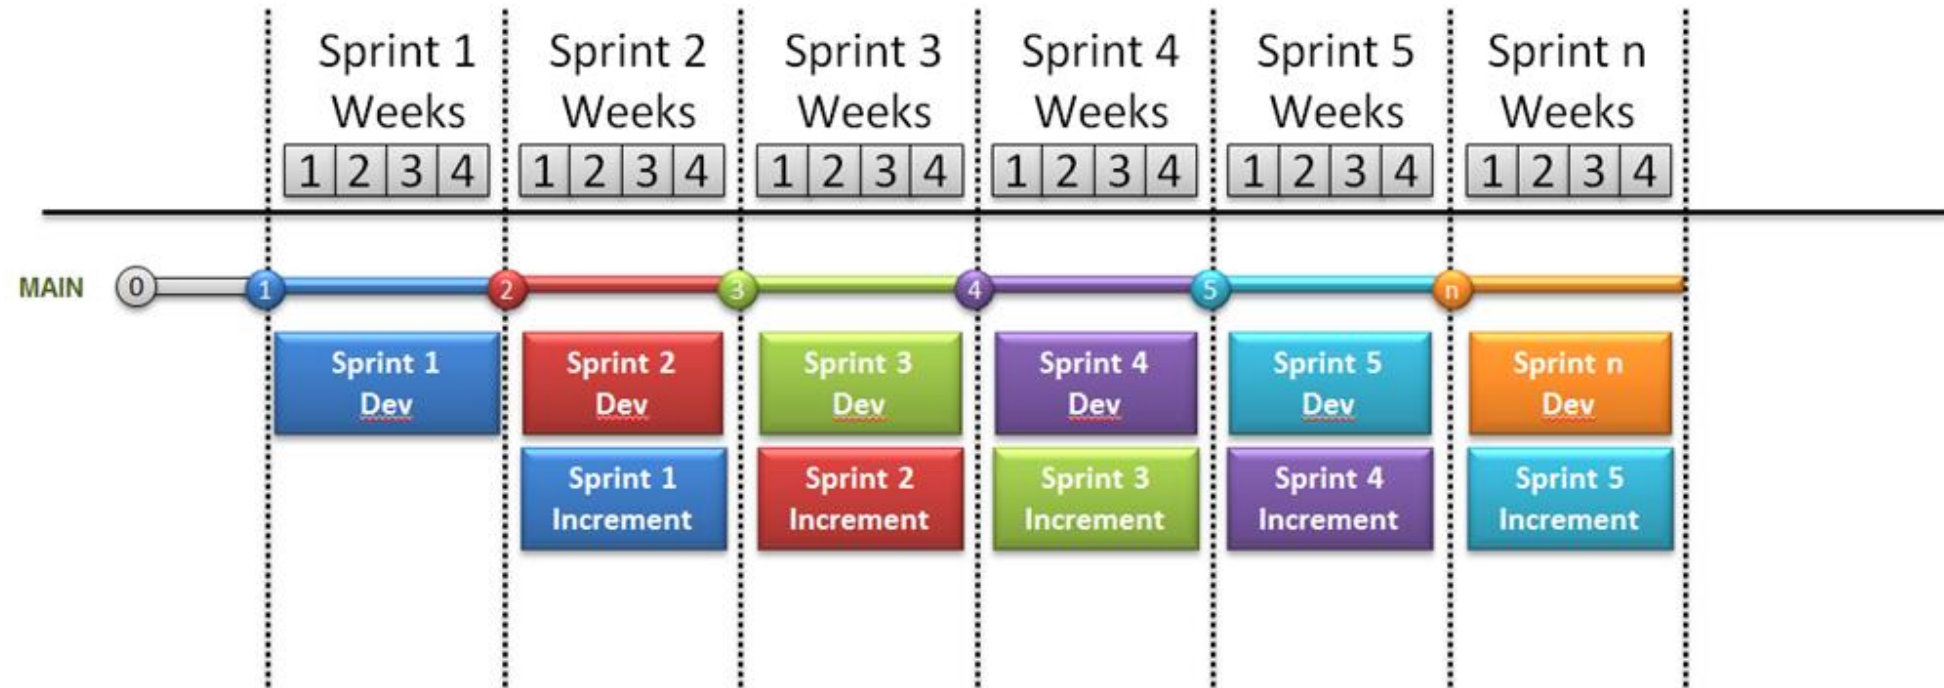 Sprint 1
Weeks
1 2 3 4
Sprint 2
Weeks
1 2 3 4
Sprint 3
Weeks
1 2 3 4
Sprint 4
Weeks
1 2 3 4
Sprint 5
Weeks
1 2 3 4
Sprint n
Weeks
1 2 3 4
MAIN 0 1 2 3 4 5 n
Sprint 1
Dev
Sprint 2
Dev
Sprint 3
Dev
Sprint 4
Dev
Sprint 5
Dev
Sprint n
Dev
Sprint 1
Increment
Sprint 2
Increment
Sprint 3
Increment
Sprint 4
Increment
Sprint 5
Increment